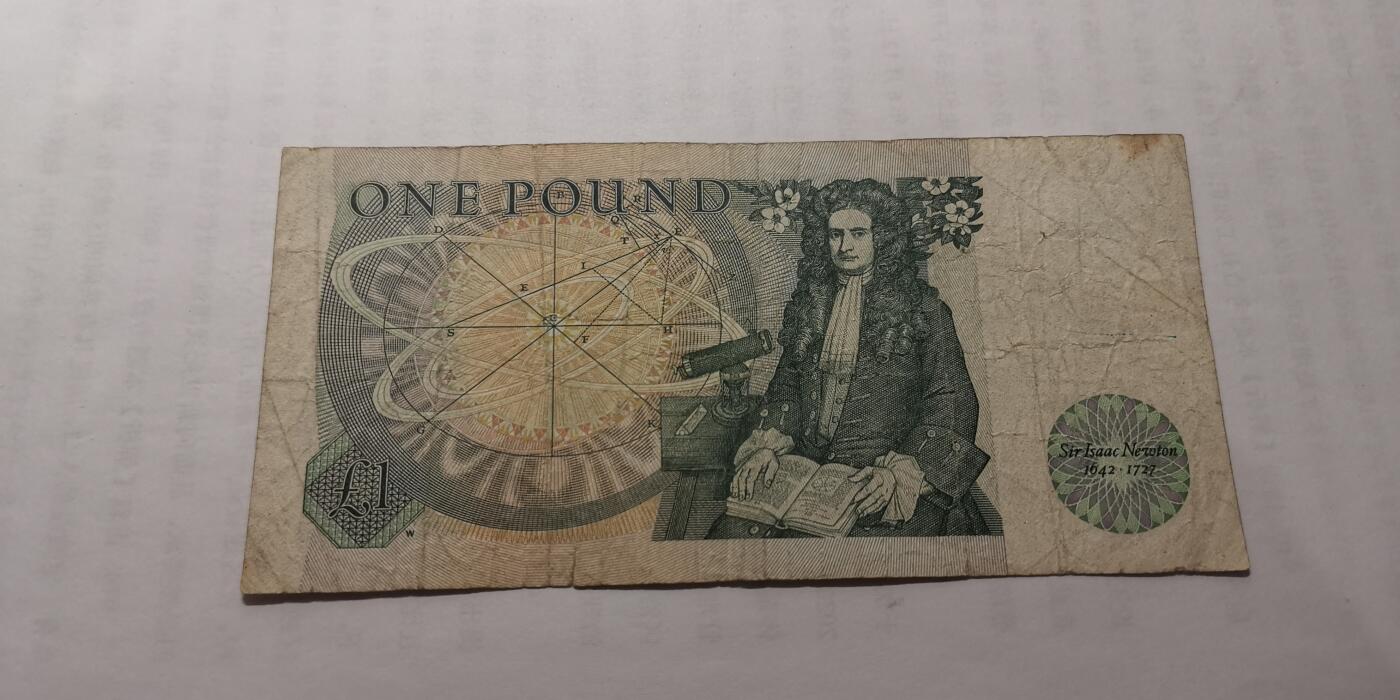 ONE POUND
B
R
D
Q
T
X
P
I
E
C
S
H
F
G
K
£1
W
Sir Isaac Newton
1642 · 1727